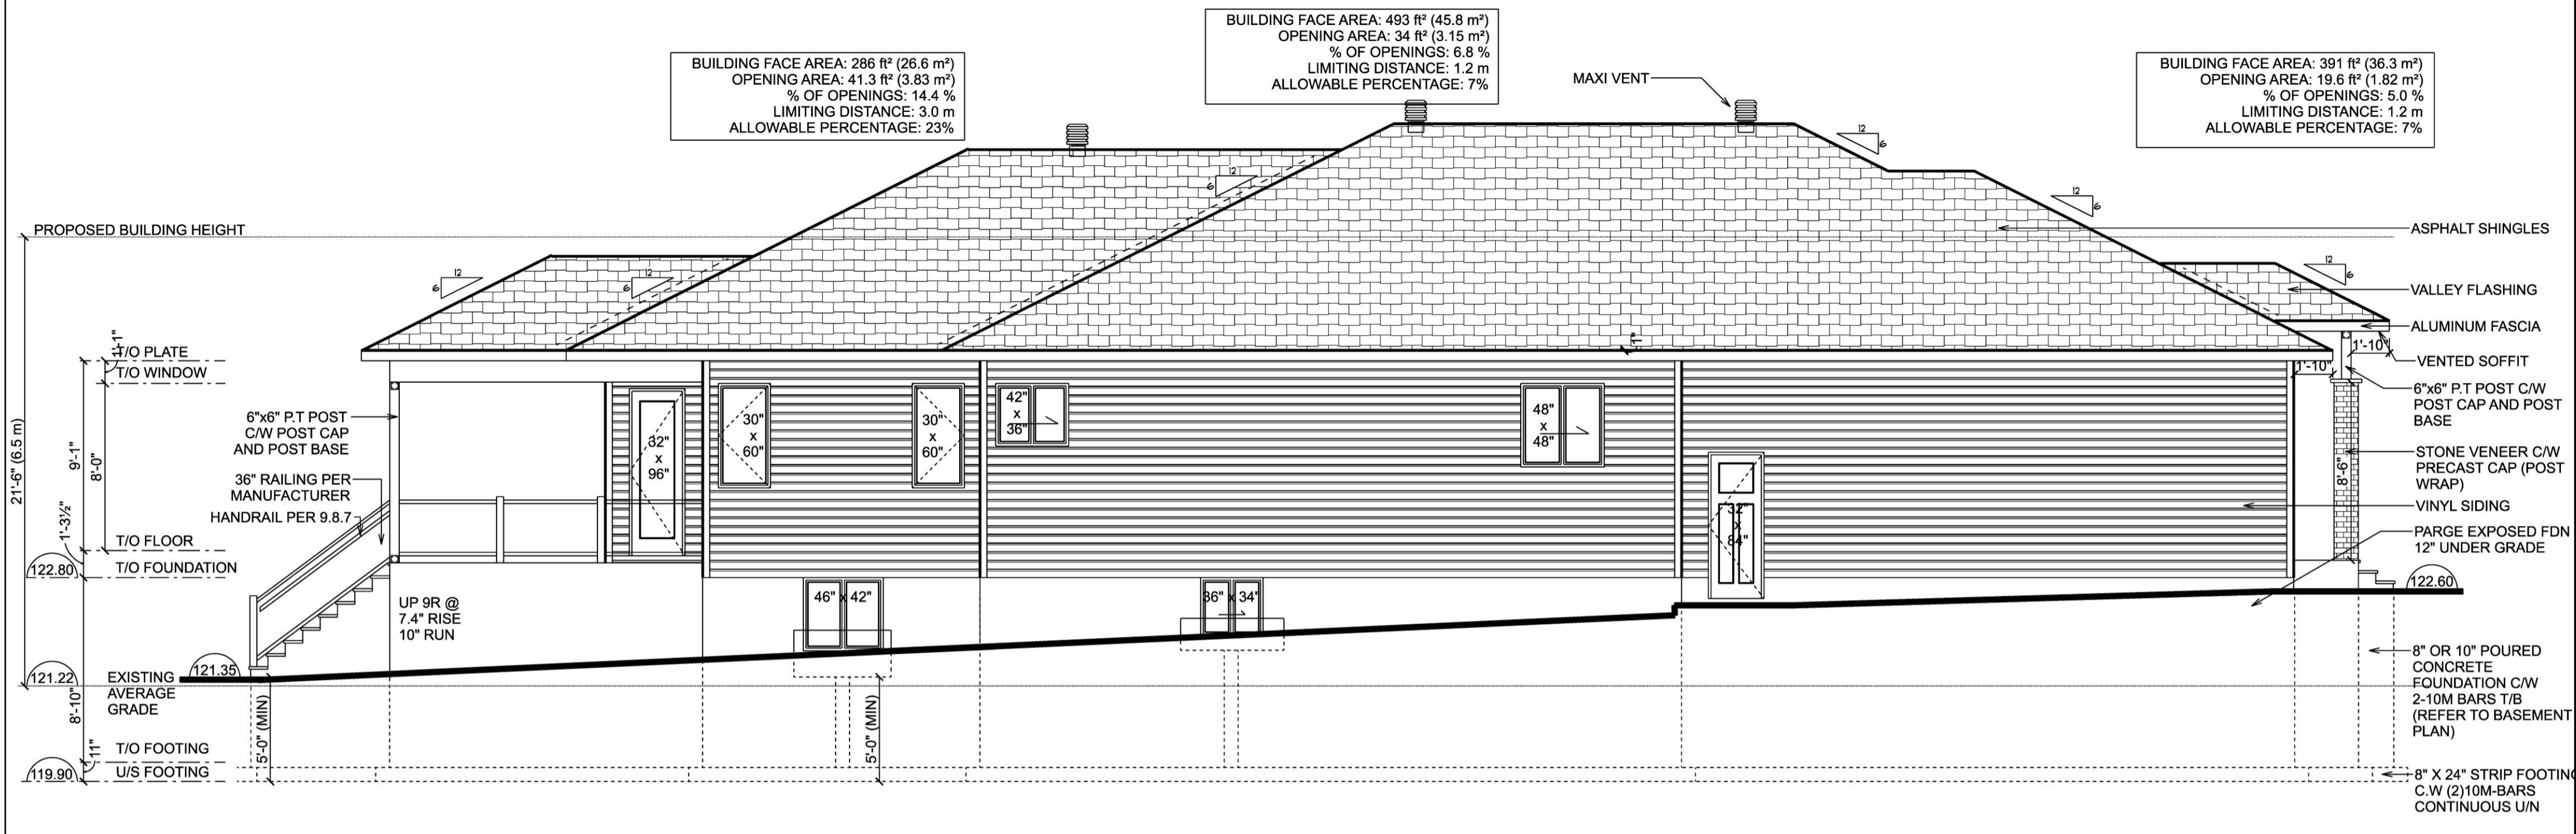 BUILDING FACE AREA: 286 ft² (26.6 m²)
OPENING AREA: 41.3 ft² (3.83 m²)
% OF OPENINGS: 14.4 %
LIMITING DISTANCE: 3.0 m
ALLOWABLE PERCENTAGE: 23%
BUILDING FACE AREA: 493 ft² (45.8 m²)
OPENING AREA: 34 ft² (3.15 m²)
% OF OPENINGS: 6.8 %
LIMITING DISTANCE: 1.2 m
ALLOWABLE PERCENTAGE: 7%
MAXI VENT
BUILDING FACE AREA: 391 ft² (36.3 m²)
OPENING AREA: 19.6 ft² (1.82 m²)
% OF OPENINGS: 5.0 %
LIMITING DISTANCE: 1.2 m
ALLOWABLE PERCENTAGE: 7%
12
6
12
6
12
6
12
6
12
6
12
6
PROPOSED BUILDING HEIGHT
21'-6" (6.5 m)
1'-1"
T/O PLATE
T/O WINDOW
9'-1"
8'-0"
1'-3½"
6"x6" P.T POST
C/W POST CAP
AND POST BASE
36" RAILING PER
MANUFACTURER
HANDRAIL PER 9.8.7
T/O FLOOR
T/O FOUNDATION
122.80
UP 9R @
7.4" RISE
10" RUN
121.35
121.22
EXISTING
AVERAGE
GRADE
8'-10"
11"
T/O FOOTING
U/S FOOTING
119.90
5'-0" (MIN)
5'-0" (MIN)
32"
x
96"
30"
x
60"
30"
x
60"
42"
x
36"
48"
x
48"
32"
x
84"
46" x 42"
36" x 34"
1'-1"
1'-10"
1'-10"
8'-6"
ASPHALT SHINGLES
VALLEY FLASHING
ALUMINUM FASCIA
VENTED SOFFIT
6"x6" P.T POST C/W
POST CAP AND POST
BASE
STONE VENEER C/W
PRECAST CAP (POST
WRAP)
VINYL SIDING
PARGE EXPOSED FDN
12" UNDER GRADE
122.60
8" OR 10" POURED
CONCRETE
FOUNDATION C/W
2-10M BARS T/B
(REFER TO BASEMENT
PLAN)
8" X 24" STRIP FOOTING
C.W (2)10M-BARS
CONTINUOUS U/N